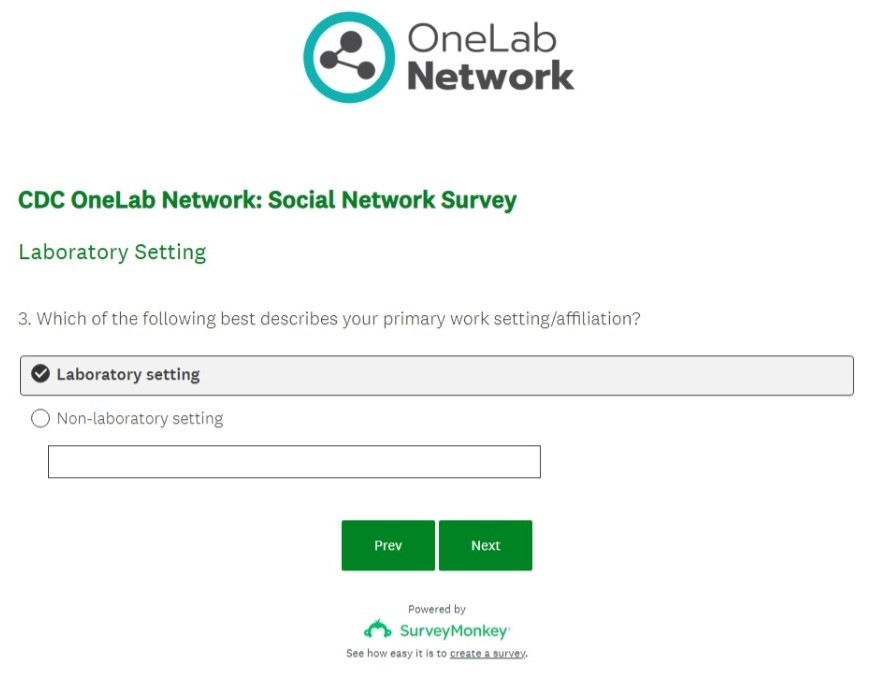 OneLab
Network
CDC OneLab Network: Social Network Survey
Laboratory Setting
3. Which of the following best describes your primary work setting/affiliation?
Laboratory setting
Non-laboratory setting
Prev
Next
Powered by
SurveyMonkey
See how easy it is to create a survey.